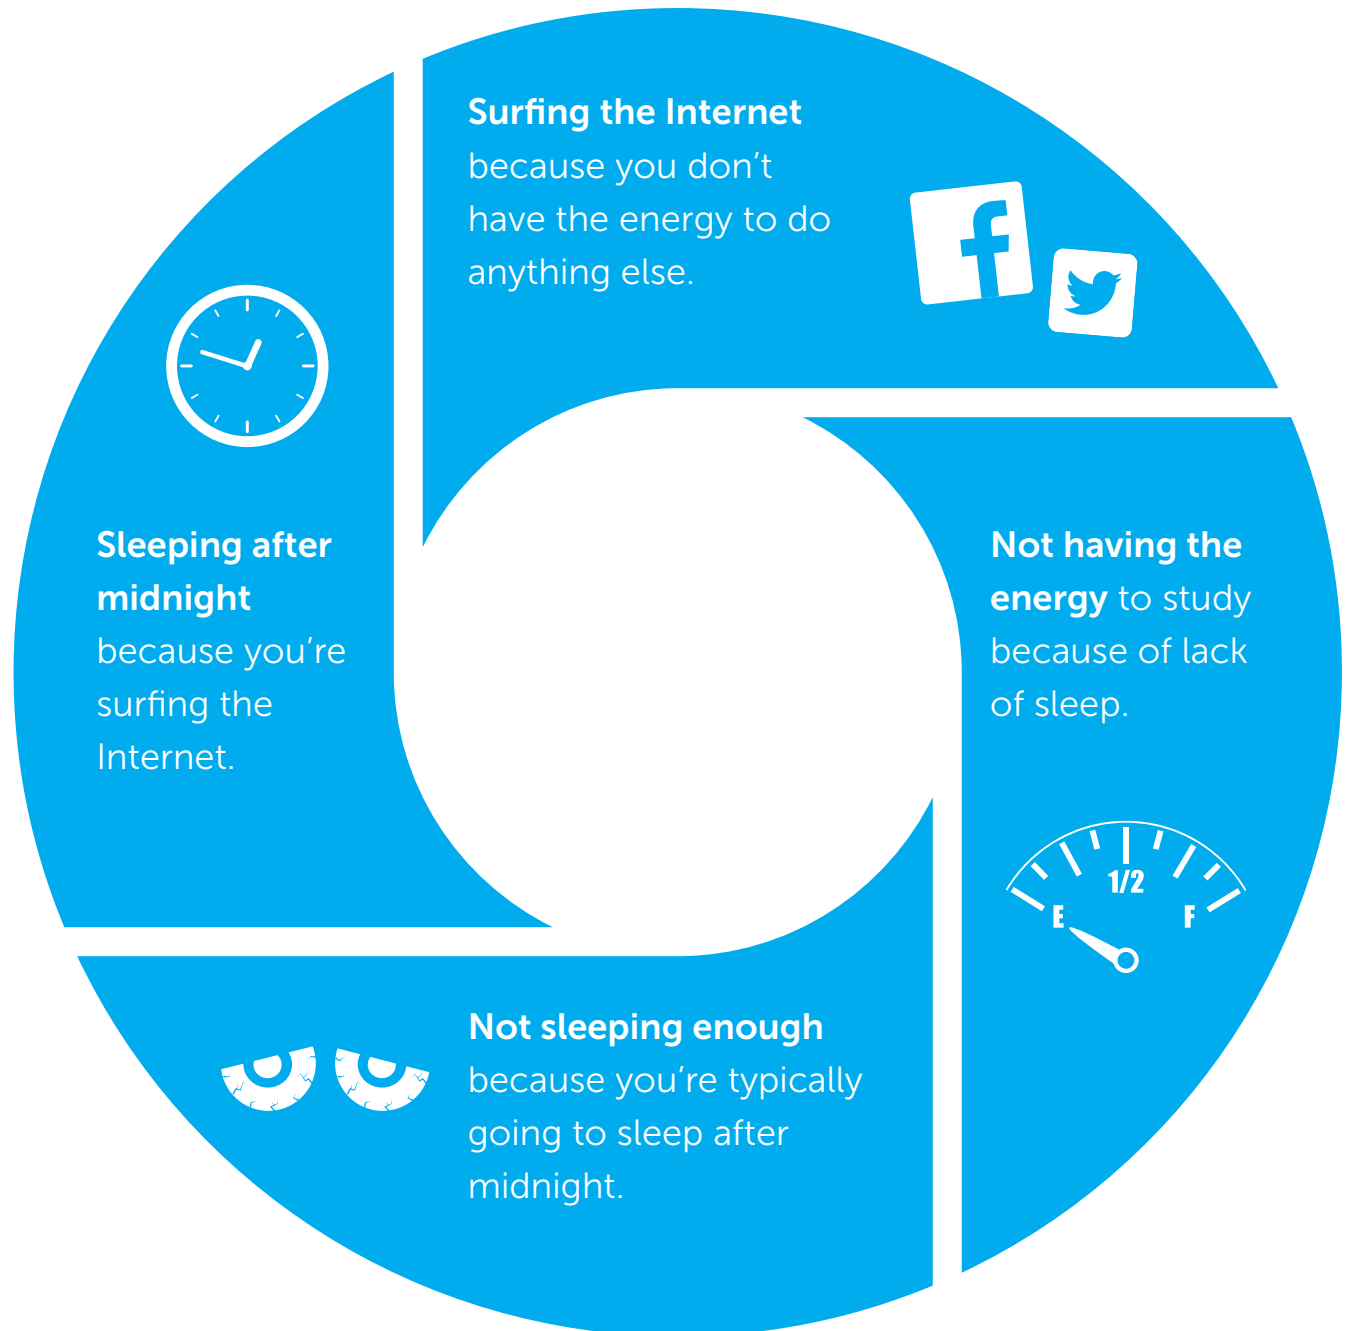 Surfing the Internet
because you don't
have the energy to do
anything else.
f
Sleeping after
midnight
because you're
surfing the
Internet.
Not having the
energy to study
because of lack
of sleep.
1/2
E
F
Not sleeping enough
because you're typically
going to sleep after
midnight.